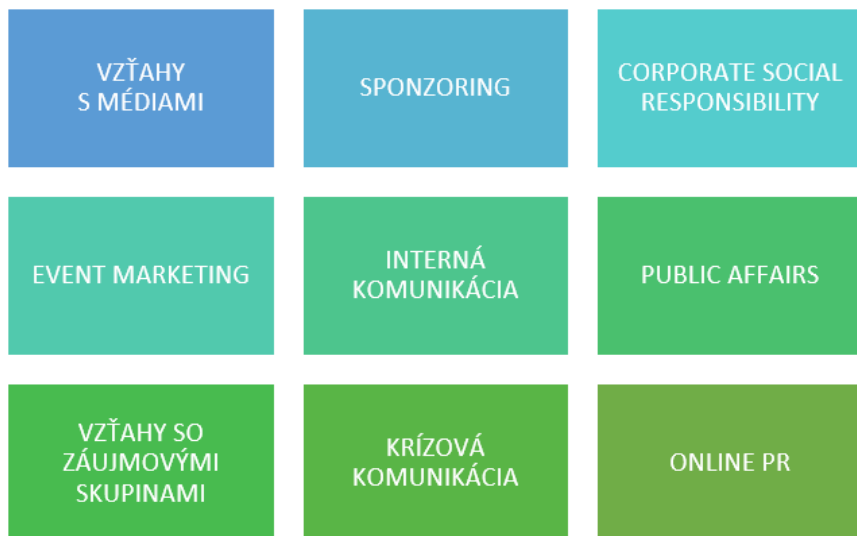 VZŤAHY
S MÉDIAMI
SPONZORING
CORPORATE SOCIAL
RESPONSIBILITY
EVENT MARKETING
INTERNÁ
KOMUNIKÁCIA
PUBLIC AFFAIRS
VZŤAHY SO
ZÁUJMOVÝMI
SKUPINAMI
KRÍZOVÁ
KOMUNIKÁCIA
ONLINE PR